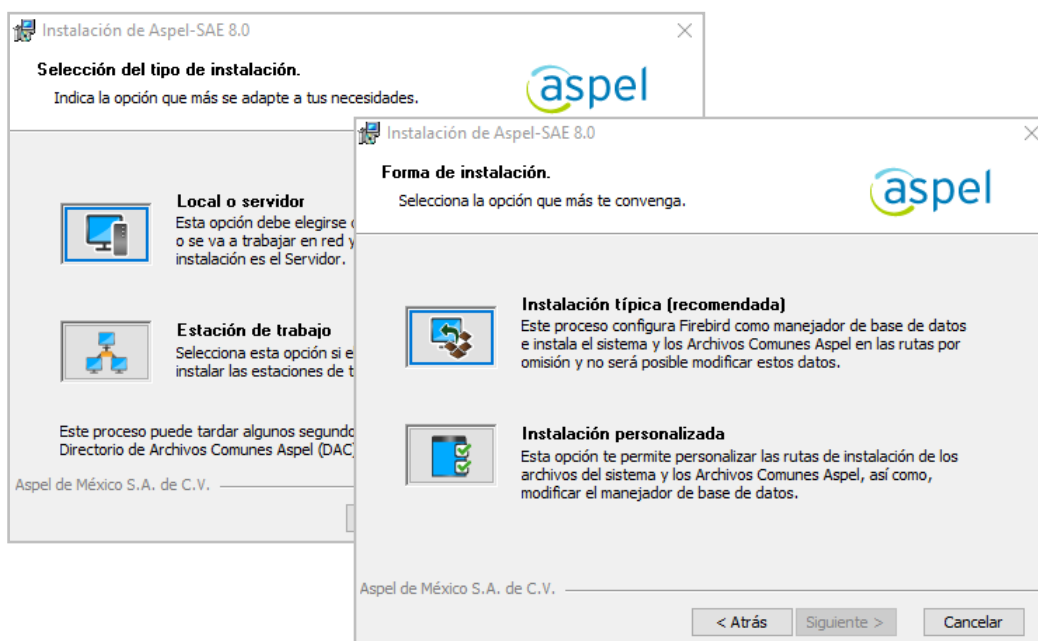 Instalación de Aspel-SAE 8.0
Selección del tipo de instalación.
Indica la opción que más se adapte a tus necesidades.
aspel
Local o servidor
Esta opción debe elegirse
o se va a trabajar en red y
instalación es el Servidor.
Estación de trabajo
Selecciona esta opción si
instalar las estaciones de
Este proceso puede tardar algunos
Directorio de Archivos Comunes Aspel (DAC)
Aspel de México S.A. de C.V.
Instalación de Aspel-SAE 8.0
Forma de instalación.
Selecciona la opción que más te convenga.
aspel
Instalación típica (recomendada)
Este proceso configura Firebird como manejador de base de datos
e instala el sistema y los Archivos Comunes Aspel en las rutas por
omisión y no será posible modificar estos datos.
Instalación personalizada
Esta opción te permite personalizar las rutas de instalación de los
archivos del sistema y los Archivos Comunes Aspel, así como,
modificar el manejador de base de datos.
Aspel de México S.A. de C.V.
< Atrás
Siguiente >
Cancelar